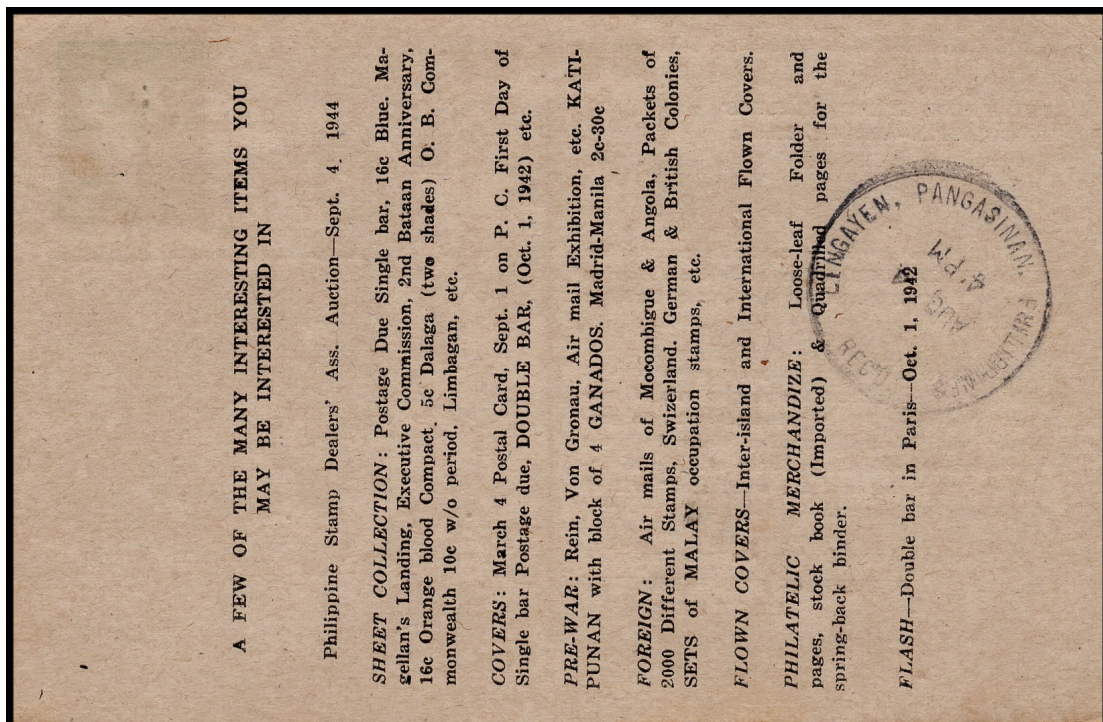 A FEW OF THE MANY INTERESTING ITEMS YOU
MAY BE INTERESTED IN
Philippine Stamp Dealers' Ass. Auction—Sept. 4, 1944
SHEET COLLECTION: Postage Due Single bar, 16c Blue. Ma-
gellan's Landing, Executive Commission, 2nd Bataan Anniversary,
16c Orange blood Compact. 5c Dalaga (two shades) O. B. Com-
monwealth 10c w/o period, Limbagan, etc.
COVERS: March 4 Postal Card, Sept. 1 on P. C. First Day of
Single bar Postage due, DOUBLE BAR, (Oct. 1, 1942) etc.
PRE-WAR: Rein, Von Gronau, Air mail Exhibition, etc. KATI-
PUNAN with block of 4 GANADOS. Madrid-Manila 2c-30c
FOREIGN: Air mails of Mocombigue & Angola, Packets of
2000 Different Stamps, Swizerland. German & British Colonies,
SETS of MALAY occupation stamps, etc.
FLOWN COVERS—Inter-island and International Flown Covers.
PHILATELIC MERCHANDIZE: Loose-leaf Folder and
pages, stock book (Imported) & Quadrilled pages for the
spring-back binder.
FLASH—Double bar in Paris—Oct. 1, 1942
LINGAYEN, PANGASINAN.
AUG 4
4 PM
REC'D
PHILIPPINES